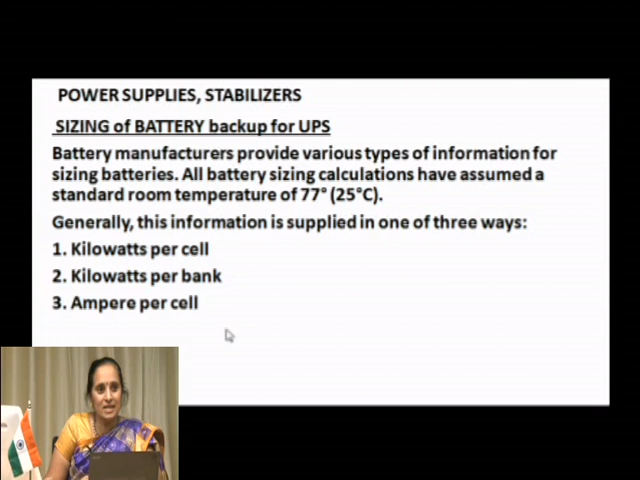 POWER SUPPLIES, STABILIZERS
SIZING of BATTERY backup for UPS
Battery manufacturers provide various types of information for
sizing batteries. All battery sizing calculations have assumed a
standard room temperature of 77° (25°C).
Generally, this information is supplied in one of three ways:
1. Kilowatts per cell
2. Kilowatts per bank
3. Ampere per cell